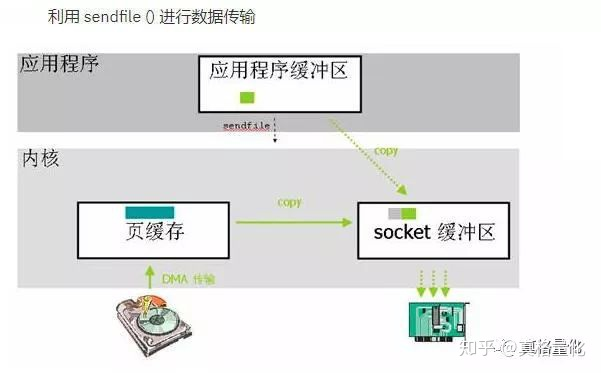 利用 sendfile () 进行数据传输
应用程序
应用程序缓冲区
sendfile
copy
内核
copy
页缓存
socket 缓冲区
DMA 传输
知乎 @真格量化